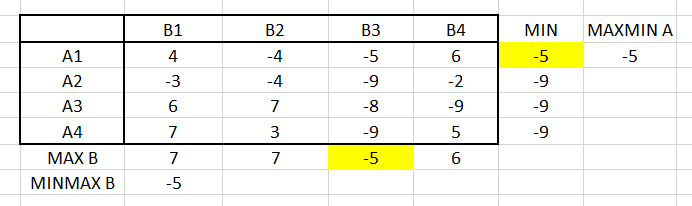 B1 B2 B3 B4 MIN MAXMIN A
A1 4 -4 -5 6 -5 -5
A2 -3 -4 -9 -2 -9
A3 6 7 -8 -9 -9
A4 7 3 -9 5 -9
MAX B 7 7 -5 6
MINMAX B -5